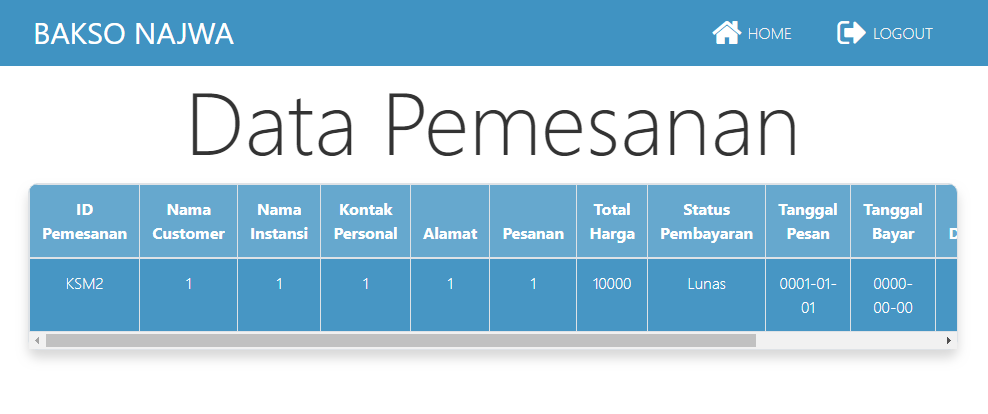 BAKSO NAJWA HOME LOGOUT
Data Pemesanan
ID Nama Nama Kontak Total Status Tanggal Tanggal
Pemesanan Customer Instansi Personal Alamat Pesanan Harga Pembayaran Pesan Bayar D
KSM2 1 1 1 1 1 10000 Lunas 0001-01- 0000-
01 00-00